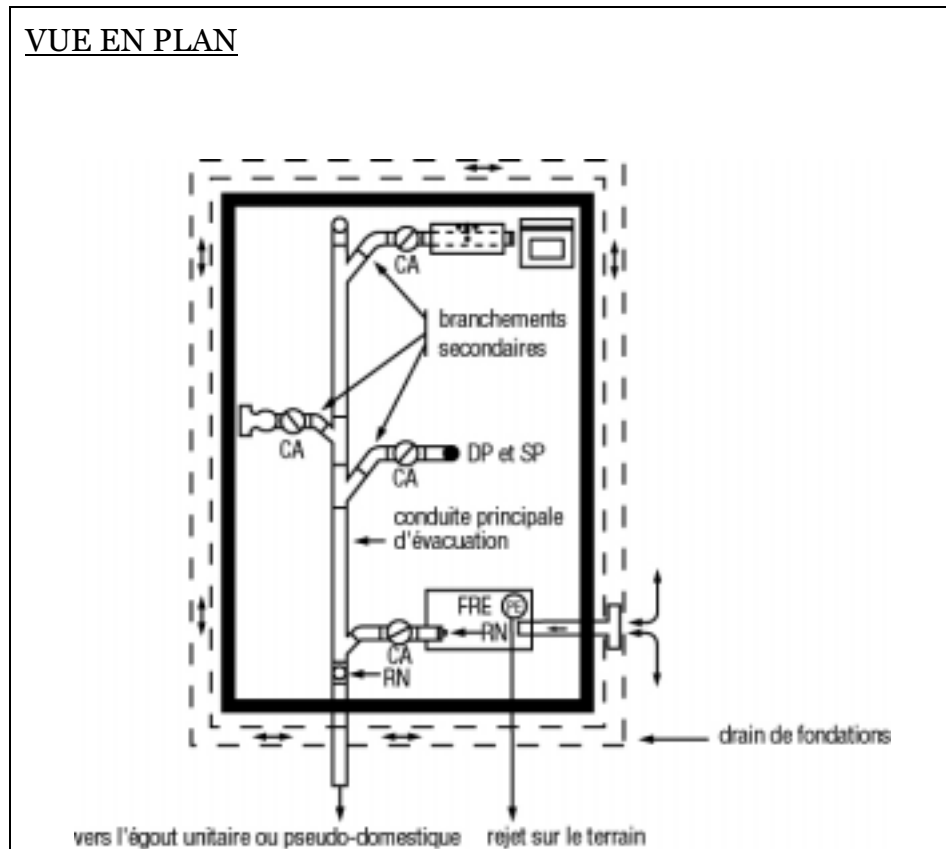 VUE EN PLAN
CA
branchements
secondaires
CA
DP et SP
CA
conduite principale
d'évacuation
FRE PE
RN
CA
RN
drain de fondations
vers l'égout unitaire ou pseudo-domestique rejet sur le terrain